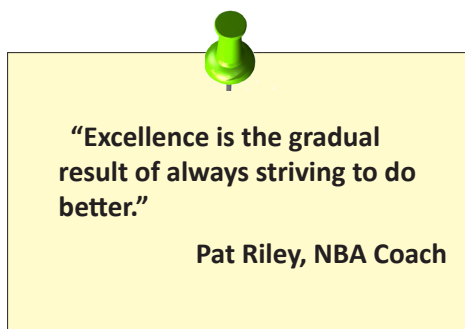 “Excellence is the gradual
result of always striving to do
better.”
Pat Riley, NBA Coach